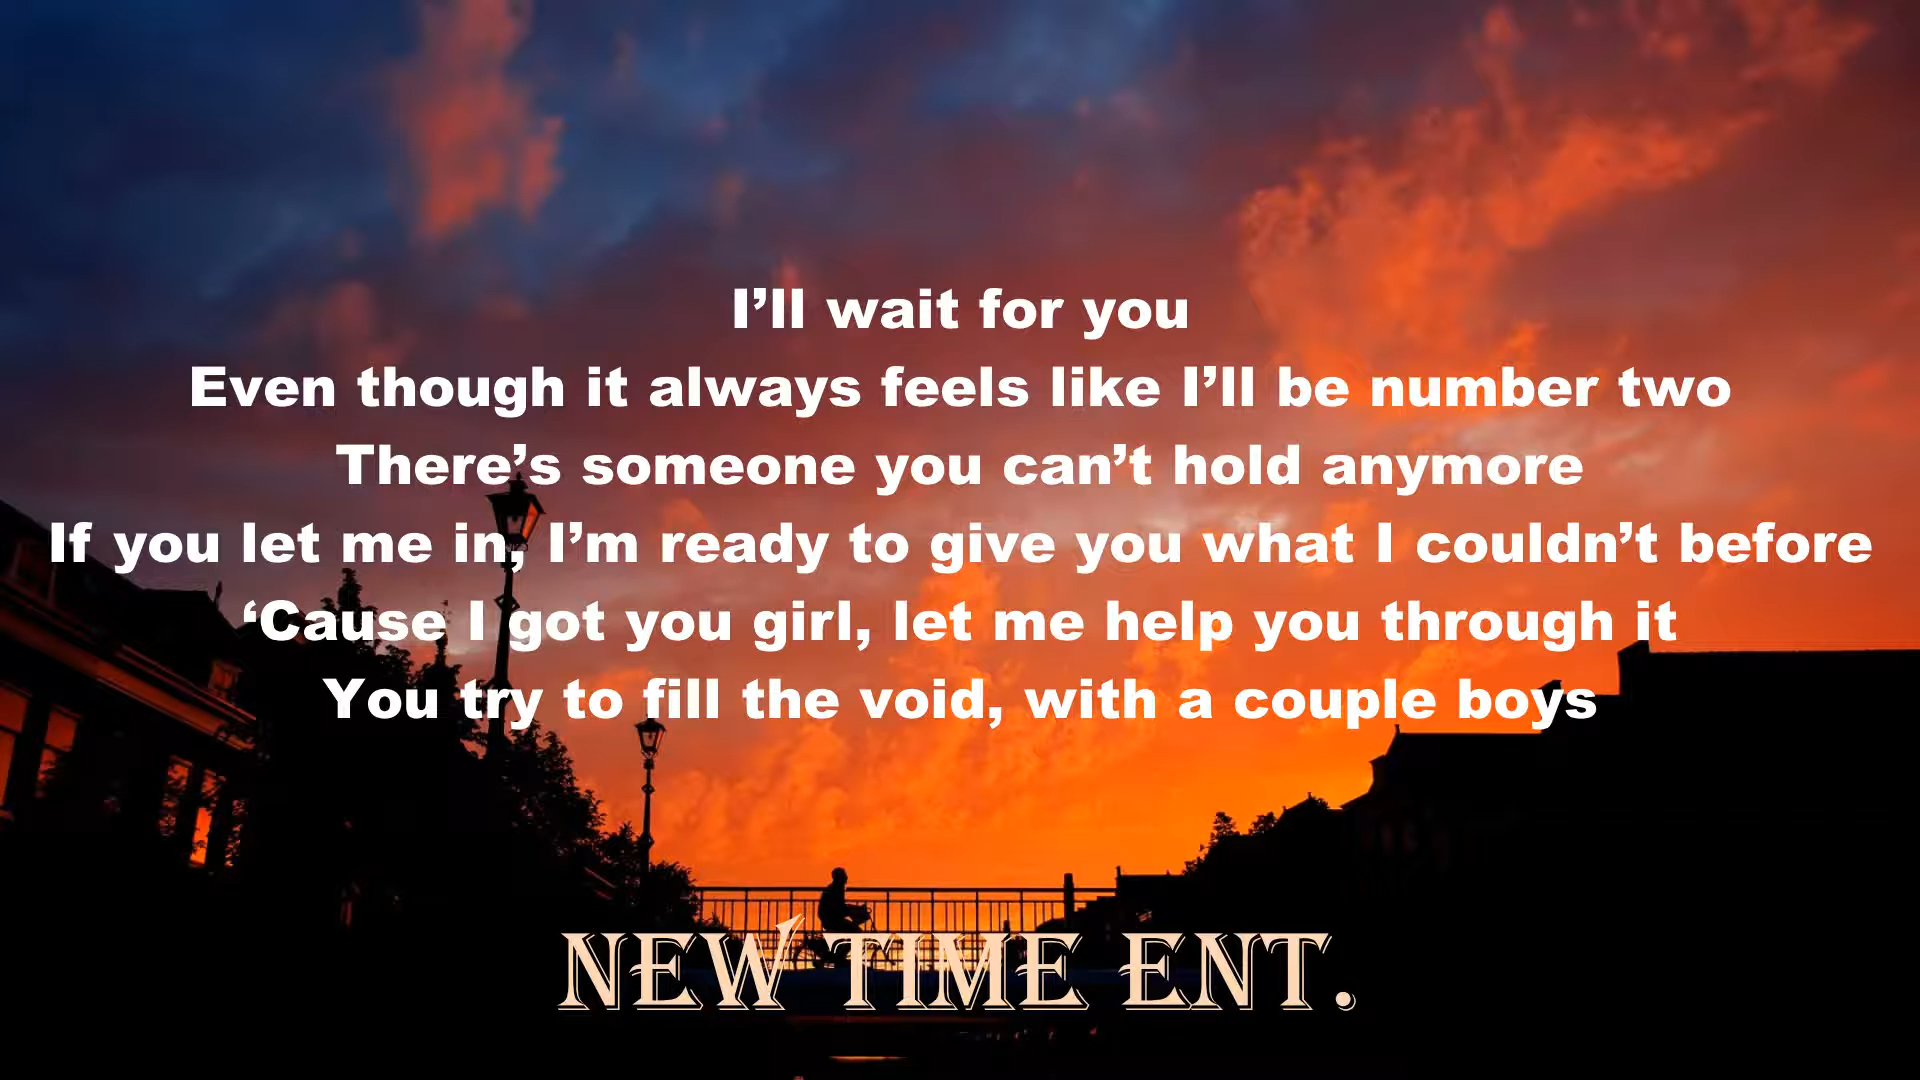 I’ll wait for you
Even though it always feels like I’ll be number two
There’s someone you can’t hold anymore
If you let me in, I’m ready to give you what I couldn’t before
‘Cause I got you girl, let me help you through it
You try to fill the void, with a couple boys
NEW TIME ENT.